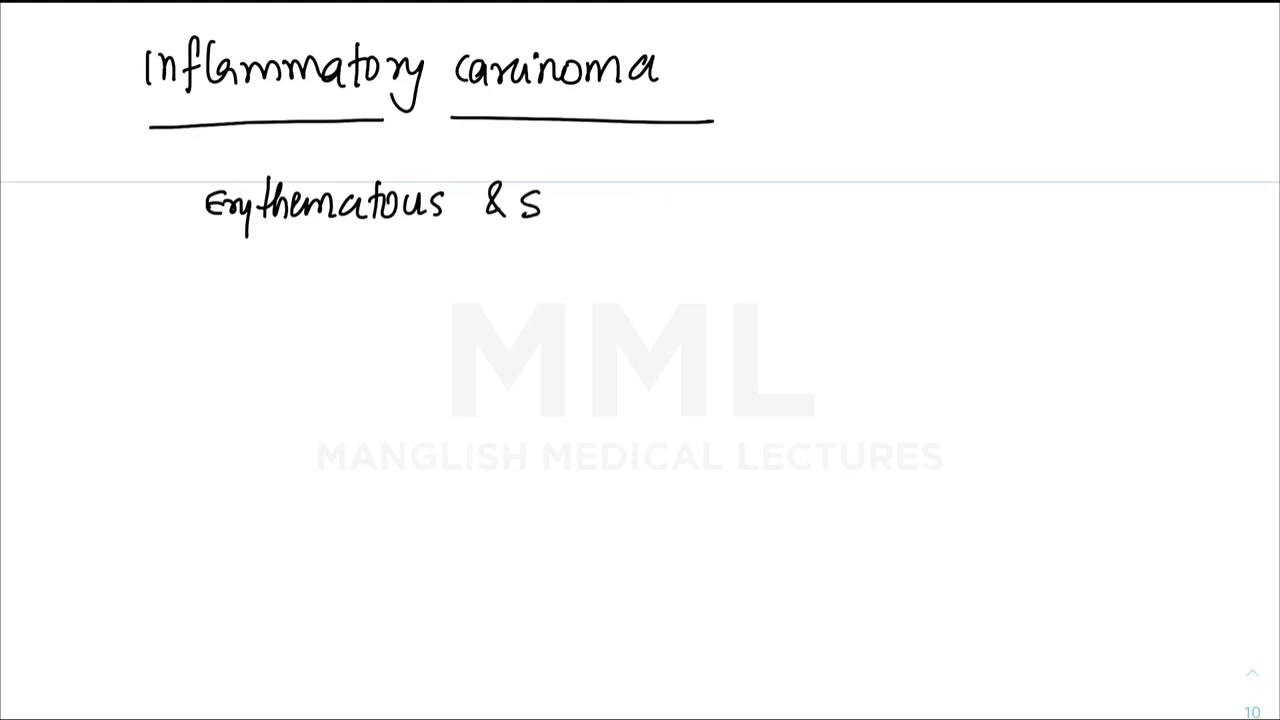 Inflammatory carcinoma
Erythematous & s
MML
MANGLISH MEDICAL LECTURES
10